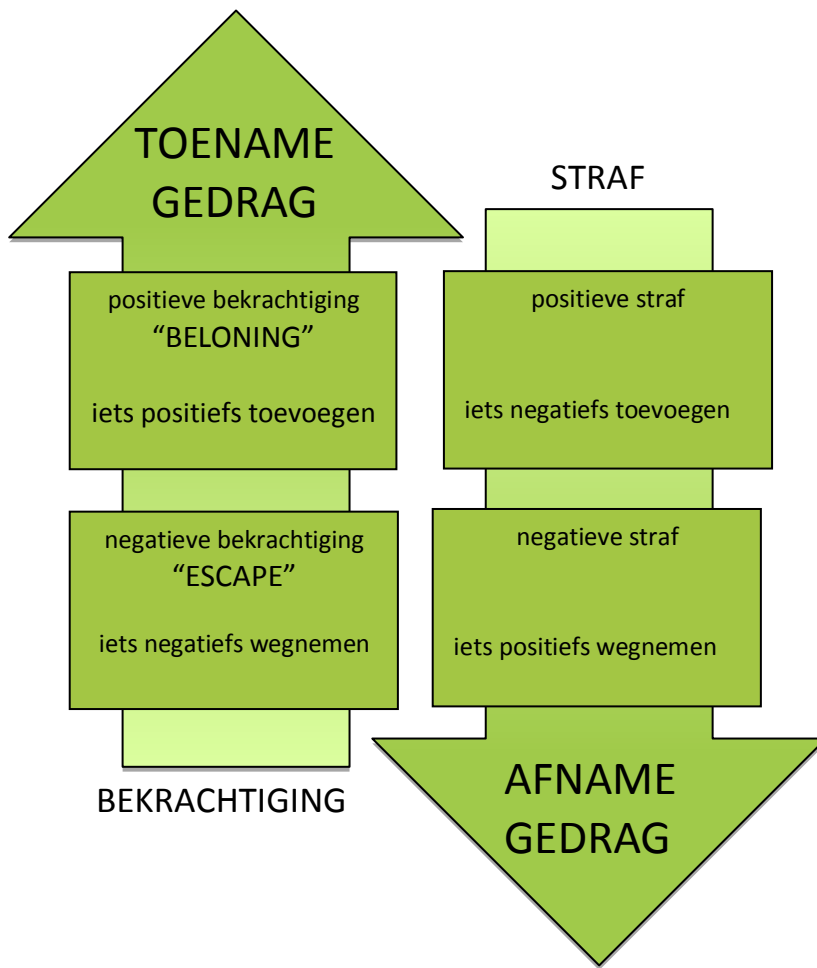 TOENAME
GEDRAG
positieve bekrachtiging
“BELONING”
iets positiefs toevoegen
negatieve bekrachtiging
“ESCAPE”
iets negatiefs wegnemen
BEKRACHTIGING
STRAF
positieve straf
iets negatiefs toevoegen
negatieve straf
iets positiefs wegnemen
AFNAME
GEDRAG